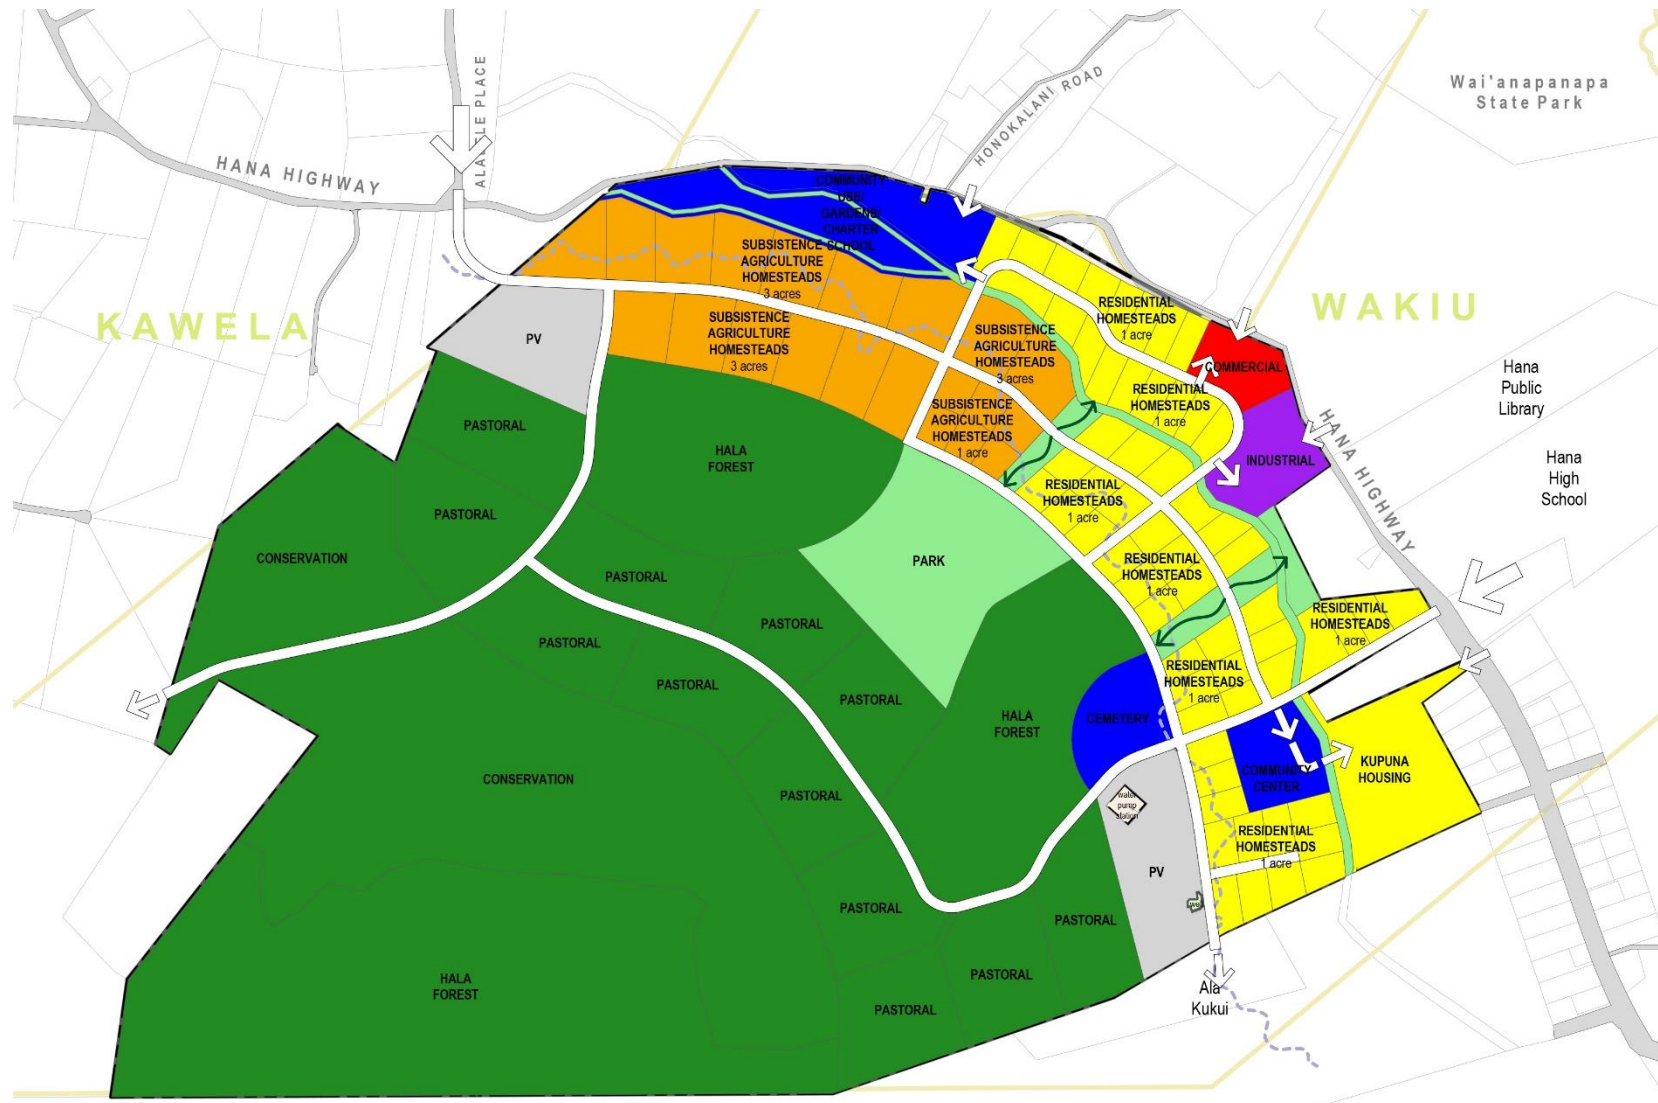 Wai'anapanapa
State Park
HONOKALANI ROAD
HANA HIGHWAY
COMMUNITY
USE/
GARDENS/
CHARTER
SCHOOL
SUBSISTENCE
AGRICULTURE
HOMESTEADS
3 acres
KAWELA
WAKIU
RESIDENTIAL
HOMESTEADS
1 acre
SUBSISTENCE
AGRICULTURE
HOMESTEADS
3 acres
PV
SUBSISTENCE
AGRICULTURE
HOMESTEADS
3 acres
COMMERCIAL
Hana
Public
Library
RESIDENTIAL
HOMESTEADS
1 acre
SUBSISTENCE
AGRICULTURE
HOMESTEADS
1 acre
PASTORAL
HALA
FOREST
INDUSTRIAL
HANA HIGHWAY
Hana
High
School
RESIDENTIAL
HOMESTEADS
1 acre
PASTORAL
CONSERVATION
PARK
RESIDENTIAL
HOMESTEADS
1 acre
PASTORAL
RESIDENTIAL
HOMESTEADS
1 acre
PASTORAL
PASTORAL
RESIDENTIAL
HOMESTEADS
1 acre
PASTORAL
PASTORAL
HALA
FOREST
CEMETERY
KUPUNA
HOUSING
CONSERVATION
COMMUNITY
CENTER
PASTORAL
water
pump
station
RESIDENTIAL
HOMESTEADS
1 acre
PV
PASTORAL
PASTORAL
HALA
FOREST
PASTORAL
PASTORAL
Ala
Kukui
PLACE